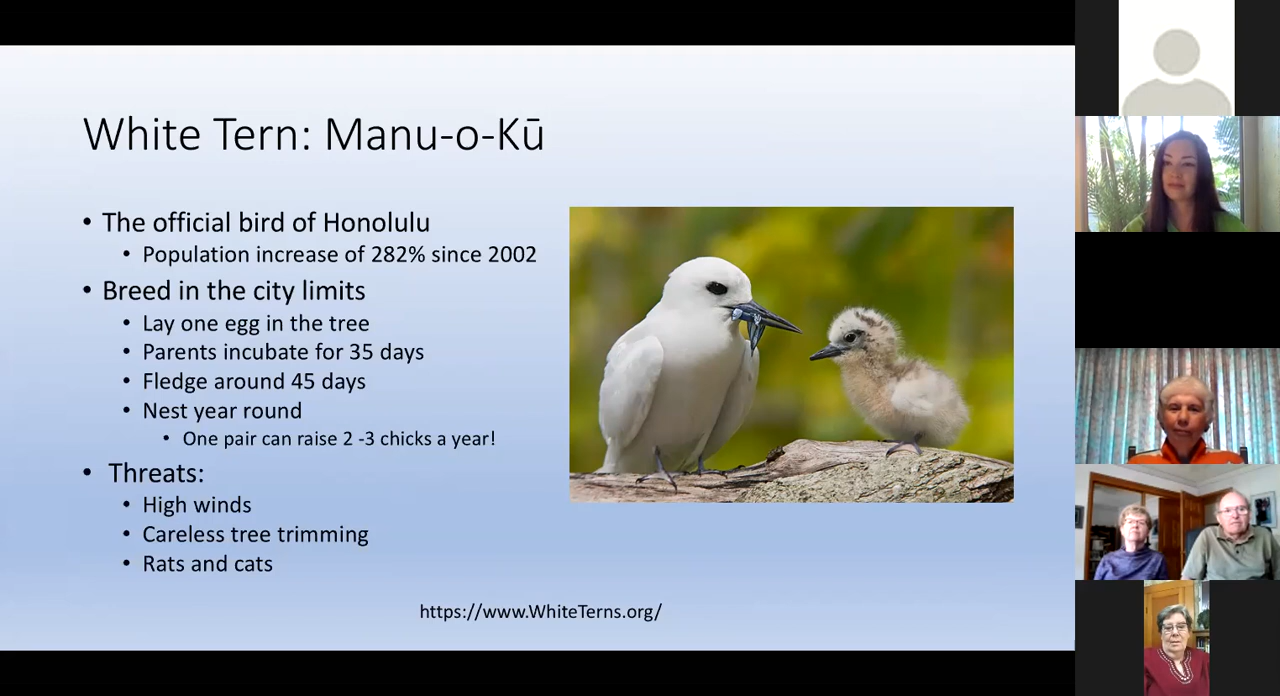 White Tern: Manu-o-Kū
• The official bird of Honolulu
• Population increase of 282% since 2002
• Breed in the city limits
• Lay one egg in the tree
• Parents incubate for 35 days
• Fledge around 45 days
• Nest year round
• One pair can raise 2 -3 chicks a year!
• Threats:
• High winds
• Careless tree trimming
• Rats and cats
https://www.WhiteTerns.org/